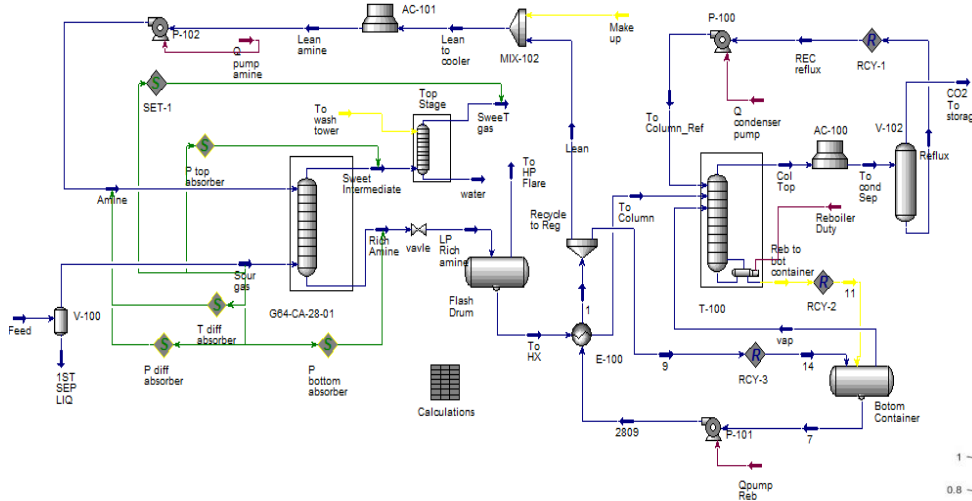 AC-101
P-102
Lean
amine
Lean
to
cooler
MIX-102
Make
up
Q
pump
amine
P-100
REC
reflux
RCY-1
CO2
To
storag
Q
condenser
pump
SET-1
To
wash
tower
Top
Stage
SweeT
gas
To
Column_Ref
AC-100
V-102
Reflux
P top
absorber
Sweet
Intermediate
water
To
HP
Flare
Lean
Col
Top
To
cond
Sep
Amine
To
Column
Recycle
to Reg
Reboiler
Duty
Rich
Amine
vavle
LP
Rich
amine
Reb to
bot
container
Sour
gas
G64-CA-28-01
Flash
Drum
1
T-100
RCY-2
11
Feed
V-100
T diff
absorber
To
HX
E-100
vap
1ST
SEP
LIQ
P diff
absorber
P
bottom
absorber
Calculations
9
RCY-3
14
Botom
Container
2809
P-101
7
Qpump
Reb
1 ~
0.8 ~